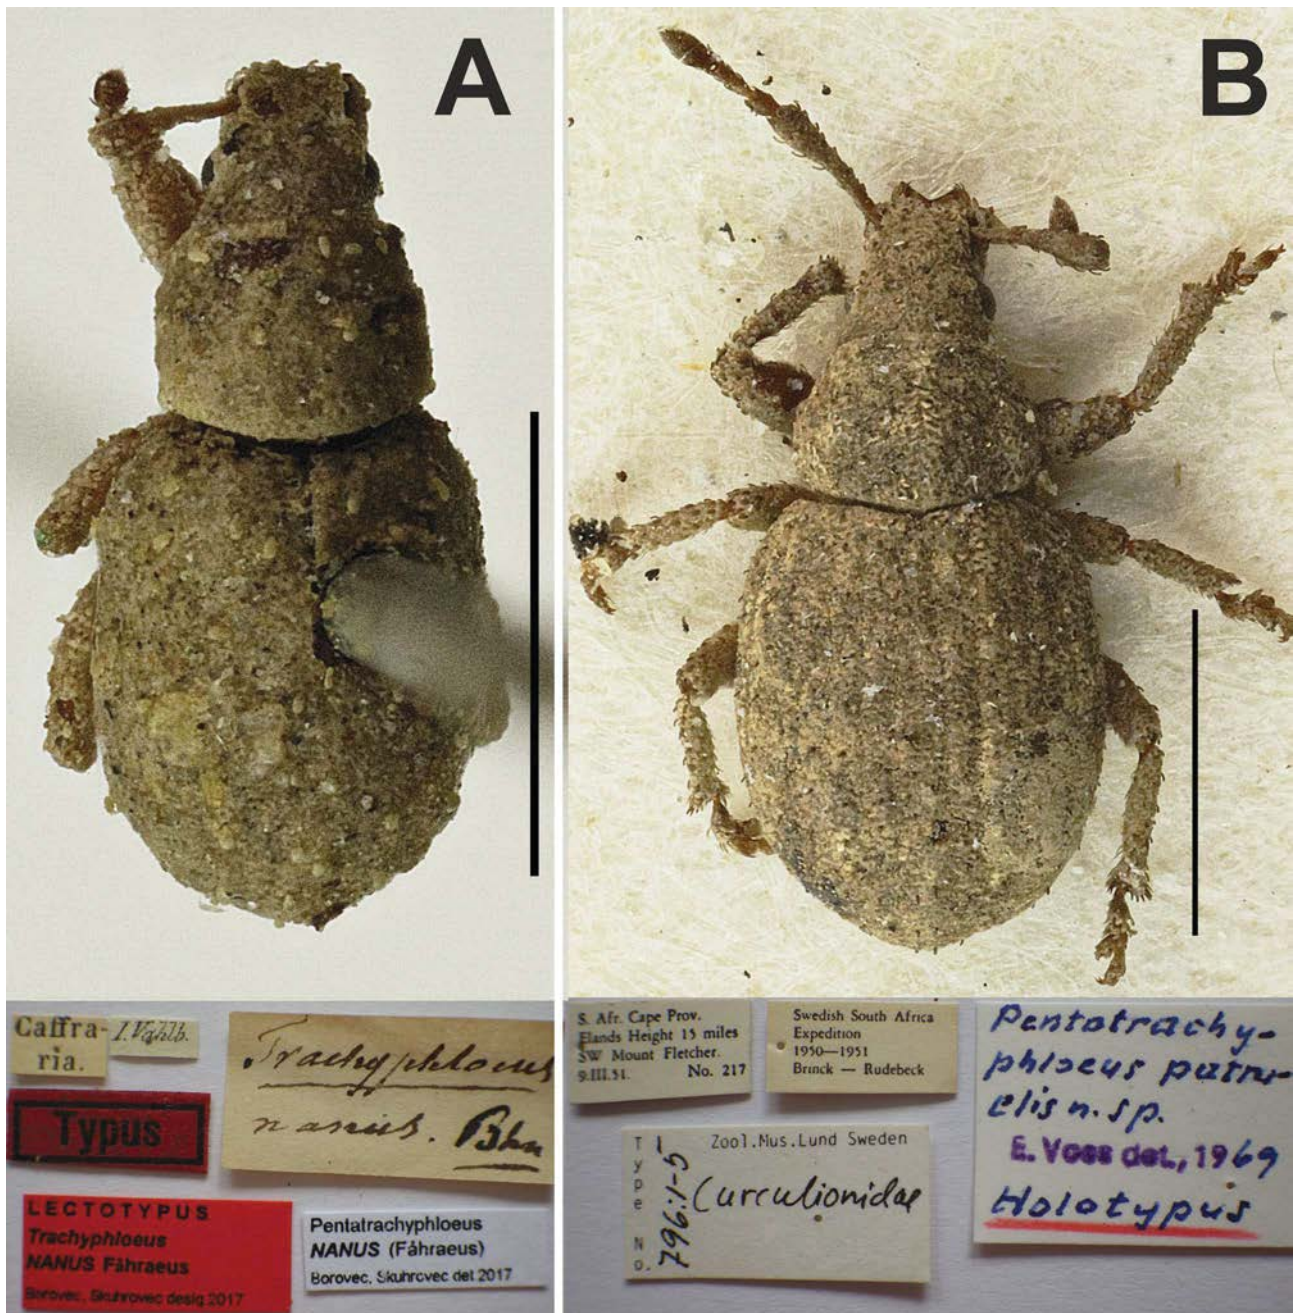 A
B
Caffra-
ria.
I. Vahlb.
Trachyphloeus
nanus. Bhn
Typus
LECTOTYPUS
Trachyphloeus
NANUS Fåhraeus
Borovec, Skuhrovec desig.2017
Pentatrachyphloeus
NANUS (Fåhraeus)
Borovec, Skuhrovec det 2017
S. Afr. Cape Prov.
Elands Height 15 miles
SW Mount Fletcher.
9.III.51. No. 217
Swedish South Africa
Expedition
1950—1951
Brinck — Rudebeck
Pentatrachy-
phloeus patru-
elis n. sp.
E. Voss det., 1969
Holotypus
Type No.
796:1-5
Zool.Mus.Lund Sweden
Curculionidae